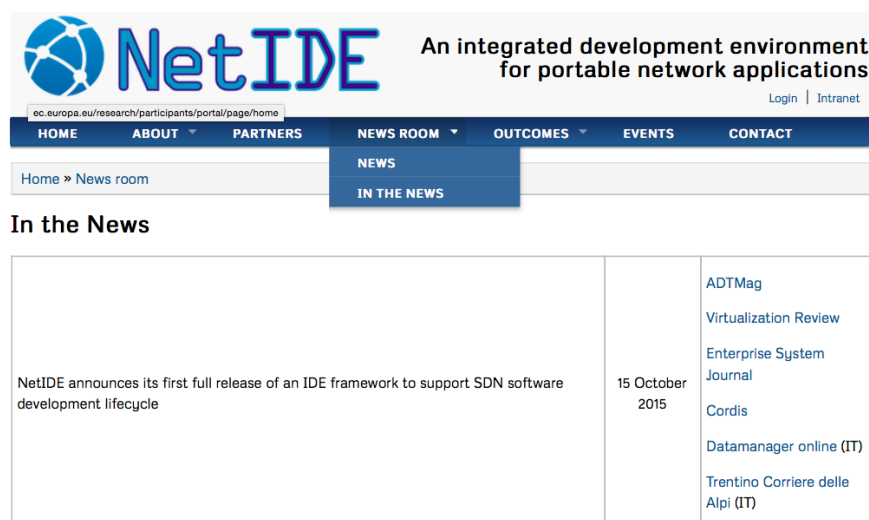 NetIDE
An integrated development environment
for portable network applications
Login | Intranet
ec.europa.eu/research/participants/portal/page/home
HOME ABOUT PARTNERS NEWS ROOM OUTCOMES EVENTS CONTACT
NEWS
IN THE NEWS
Home » News room
In the News
NetIDE announces its first full release of an IDE framework to support SDN software
development lifecycle
15 October
2015
ADTMag
Virtualization Review
Enterprise System
Journal
Cordis
Datamanager online (IT)
Trentino Corriere delle
Alpi (IT)